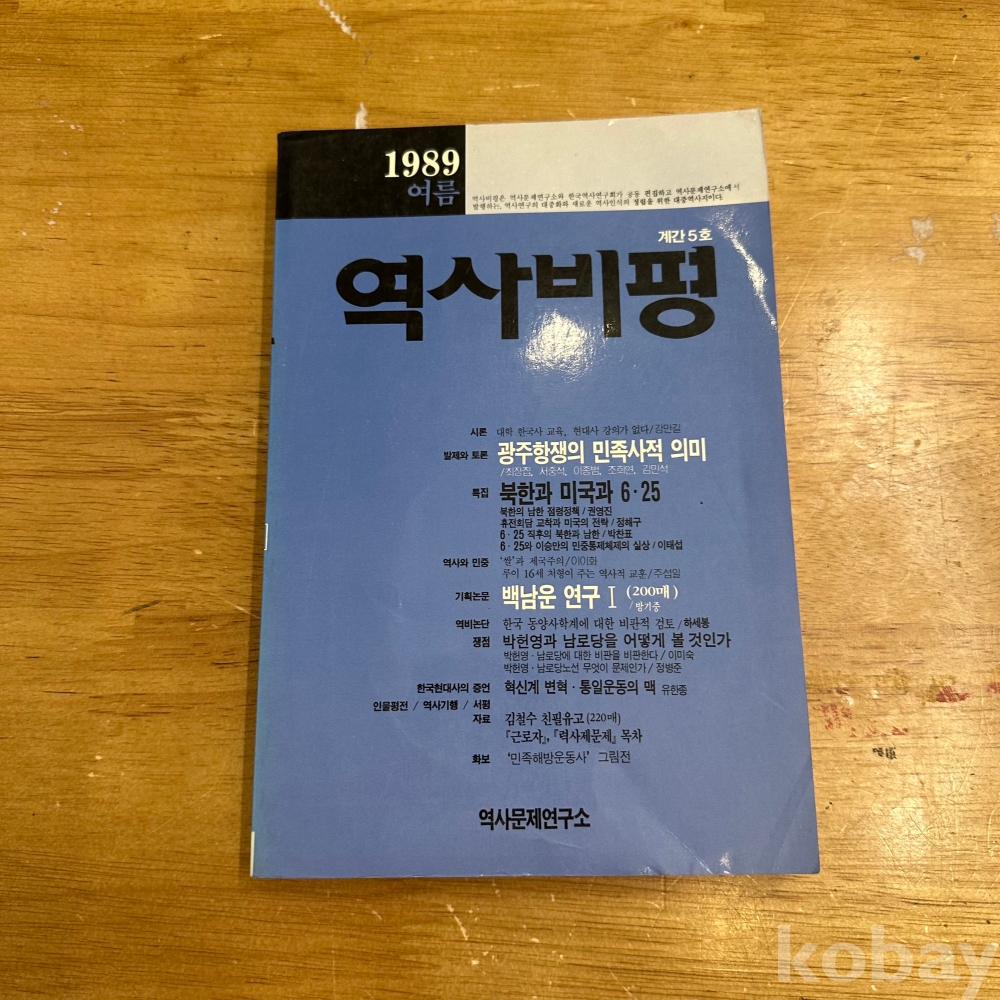 1989
여름
역사비평은 역사문제연구소와 한국역사연구회가 공동 편집하고 역사문제연구소에서
발행하는, 역사연구의 대중화와 새로운 역사인식의 정립을 위한 대중역사지이다.
계간 5호
역사비평
시론 대학 한국사 교육, 현대사 강의가 없다/강만길
발제와 토론 광주항쟁의 민족사적 의미
/최장집, 서중석, 이종범, 조희연, 김민석
특집 북한과 미국과 6·25
북한의 남한 점령정책/권영진
휴전회담 교착과 미국의 전략/정해구
6·25 직후의 북한과 남한/박찬표
6·25와 이승만의 민중통제체제의 실상/이태섭
역사와 민중 '쌀'과 제국주의/이이화
루이 16세 처형이 주는 역사적 교훈/주섭일
기획논문 백남운 연구 I (200매)
/방기중
역비논단 한국 동양사학계에 대한 비판적 검토/하세봉
쟁점 박헌영과 남로당을 어떻게 볼 것인가
박헌영·남로당에 대한 비판을 비판한다/이미숙
박헌영·남로당노선 무엇이 문제인가/정병준
한국현대사의 증언 혁신계 변혁·통일운동의 맥 유한종
인물평전 / 역사기행 / 서평
자료 김철수 친필유고(220매)
『근로자』, 『력사제문제』 목차
화보 '민족해방운동사' 그림전
역사문제연구소
kobay